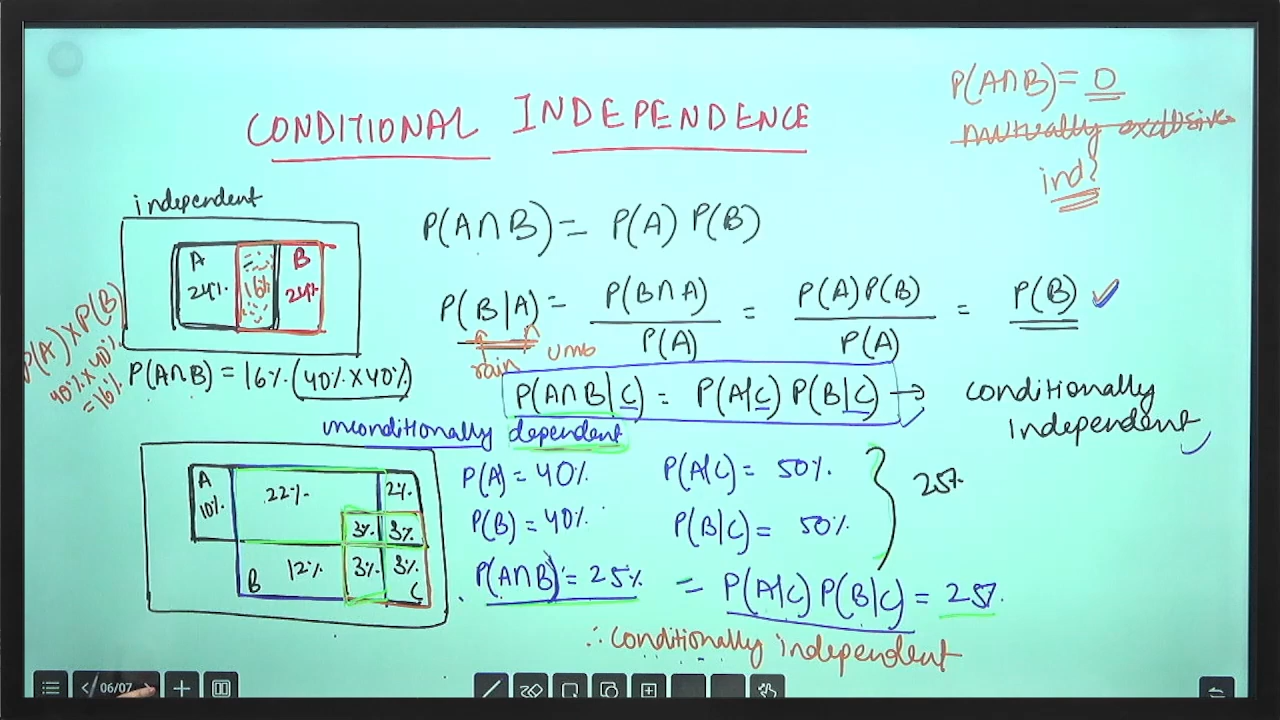 CONDITIONAL INDEPENDENCE
P(A∩B)= 0
mutually exclusive
ind?
independent
A
24%
16%
B
24%
P(A)×P(B)
40%×40%
=16%
P(A∩B) = 16% (40%×40%)
P(A∩B)= P(A) P(B)
P(B|A)= P(B∩A)/P(A) = P(A)P(B)/P(A) = P(B) ✓
rain umb
P(A∩B|C) = P(A|C) P(B|C) → conditionally
independent
unconditionally dependent
A
10%
22%
2%
3%
3%
B
12%
3%
3%
C
P(A)= 40% P(A|C)= 50%
P(B)= 40% P(B|C)= 50%
} 25%
P(A∩B)= 25% = P(A|C) P(B|C) = 25%
∴ conditionally independent
06/07